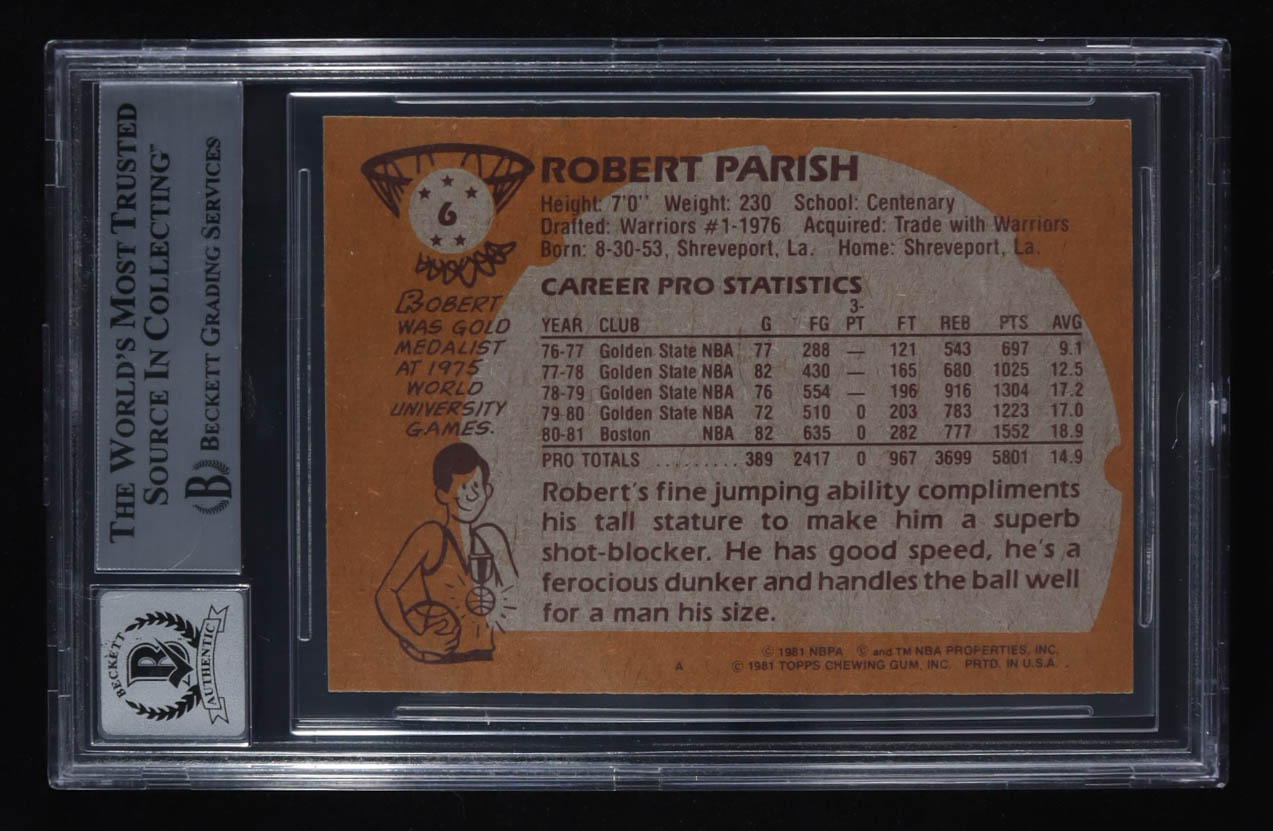 THE WORLD'S MOST TRUSTED
SOURCE IN COLLECTING™
BECKETT GRADING SERVICES
B
BECKETT
B
AUTHENTIC
6
ROBERT PARISH
Height: 7'0" Weight: 230 School: Centenary
Drafted: Warriors #1-1976 Acquired: Trade with Warriors
Born: 8-30-53, Shreveport, La. Home: Shreveport, La.
ROBERT
WAS GOLD
MEDALIST
AT 1975
WORLD
UNIVERSITY
GAMES.
CAREER PRO STATISTICS
YEAR CLUB G FG 3-PT FT REB PTS AVG
76-77 Golden State NBA 77 288 — 121 543 697 9.1
77-78 Golden State NBA 82 430 — 165 680 1025 12.5
78-79 Golden State NBA 76 554 — 196 916 1304 17.2
79-80 Golden State NBA 72 510 0 203 783 1223 17.0
80-81 Boston NBA 82 635 0 282 777 1552 18.9
PRO TOTALS ......... 389 2417 0 967 3699 5801 14.9
Robert's fine jumping ability compliments
his tall stature to make him a superb
shot-blocker. He has good speed, he's a
ferocious dunker and handles the ball well
for a man his size.
© 1981 NBPA © and TM NBA PROPERTIES, INC.
A © 1981 TOPPS CHEWING GUM, INC. PRTD. IN U.S.A.